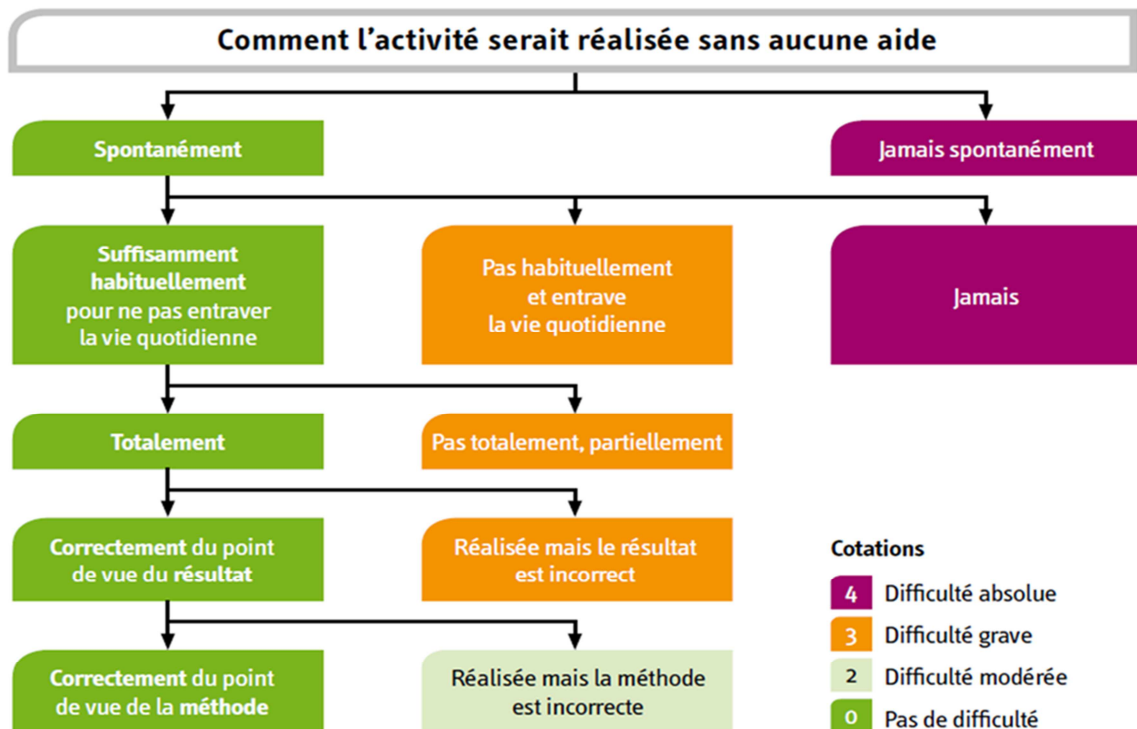 Comment l’activité serait réalisée sans aucune aide
Spontanément
Jamais spontanément
Suffisamment
habituellement
pour ne pas entraver
la vie quotidienne
Pas habituellement
et entrave
la vie quotidienne
Jamais
Totalement
Pas totalement, partiellement
Correctement du point
de vue du résultat
Réalisée mais le résultat
est incorrect
Correctement du point
de vue de la méthode
Réalisée mais la méthode
est incorrecte
Cotations
4 Difficulté absolue
3 Difficulté grave
2 Difficulté modérée
0 Pas de difficulté